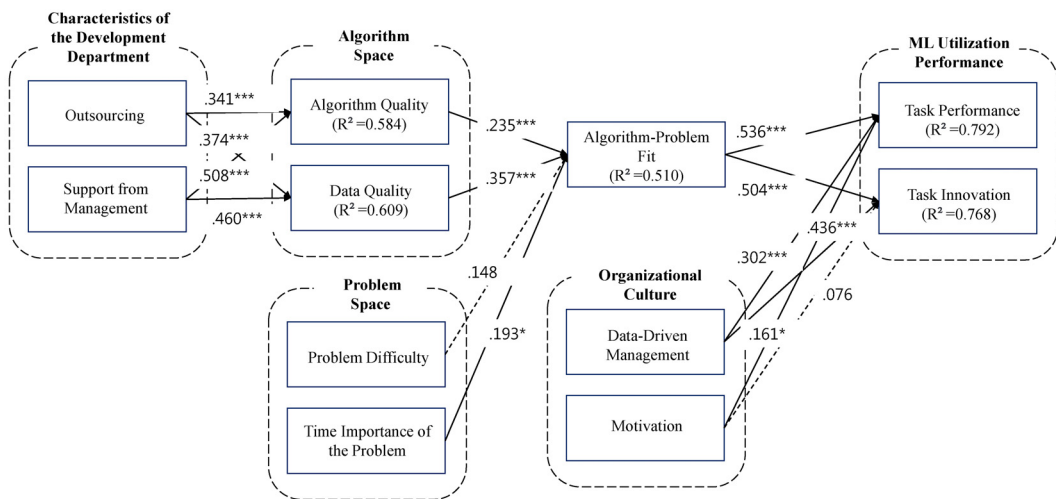 Characteristics of
the Development
Department
Outsourcing
Support from
Management
.341***
.374***
.508***
.460***
Algorithm
Space
Algorithm Quality
(R² =0.584)
Data Quality
(R² =0.609)
Problem
Space
Problem Difficulty
Time Importance of
the Problem
.235***
.357***
.148
.193*
Algorithm-Problem
Fit
(R² =0.510)
Organizational
Culture
Data-Driven
Management
Motivation
.536***
.504***
.436***
.302***
.076
.161*
ML Utilization
Performance
Task Performance
(R² =0.792)
Task Innovation
(R² =0.768)